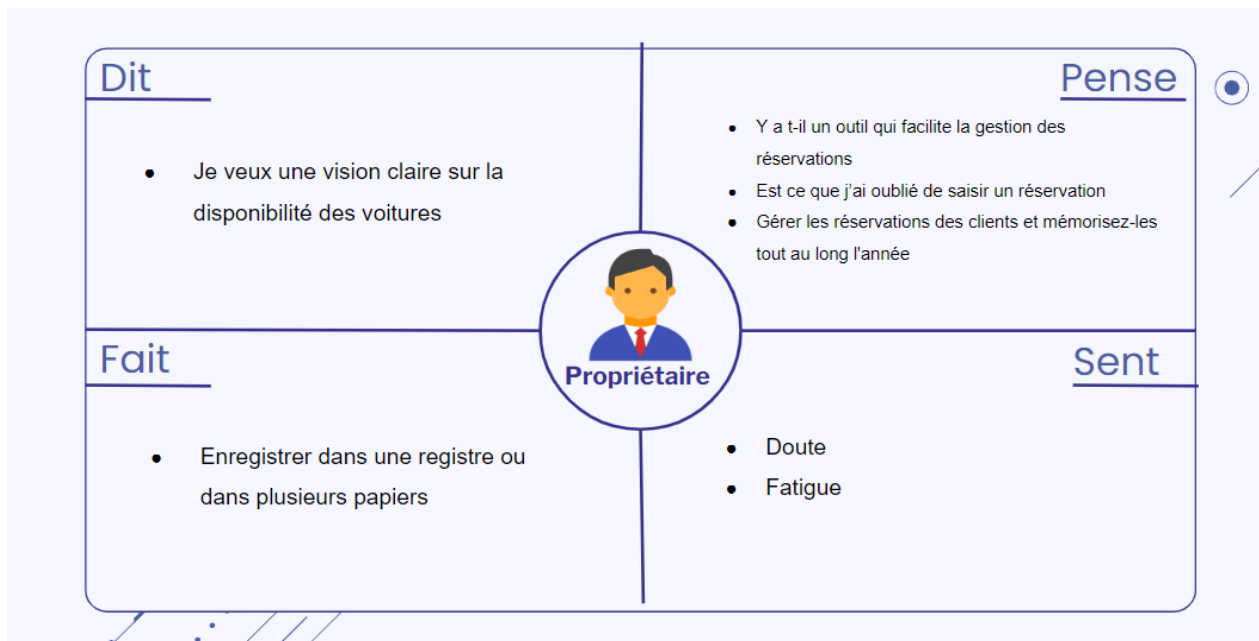 Dit
● Je veux une vision claire sur la
disponibilité des voitures
Pense
● Y a t-il un outil qui facilite la gestion des
réservations
● Est ce que j'ai oublié de saisir un réservation
● Gérer les réservations des clients et mémorisez-les
tout au long l'année
Propriétaire
Fait
● Enregistrer dans une registre ou
dans plusieurs papiers
Sent
● Doute
● Fatigue